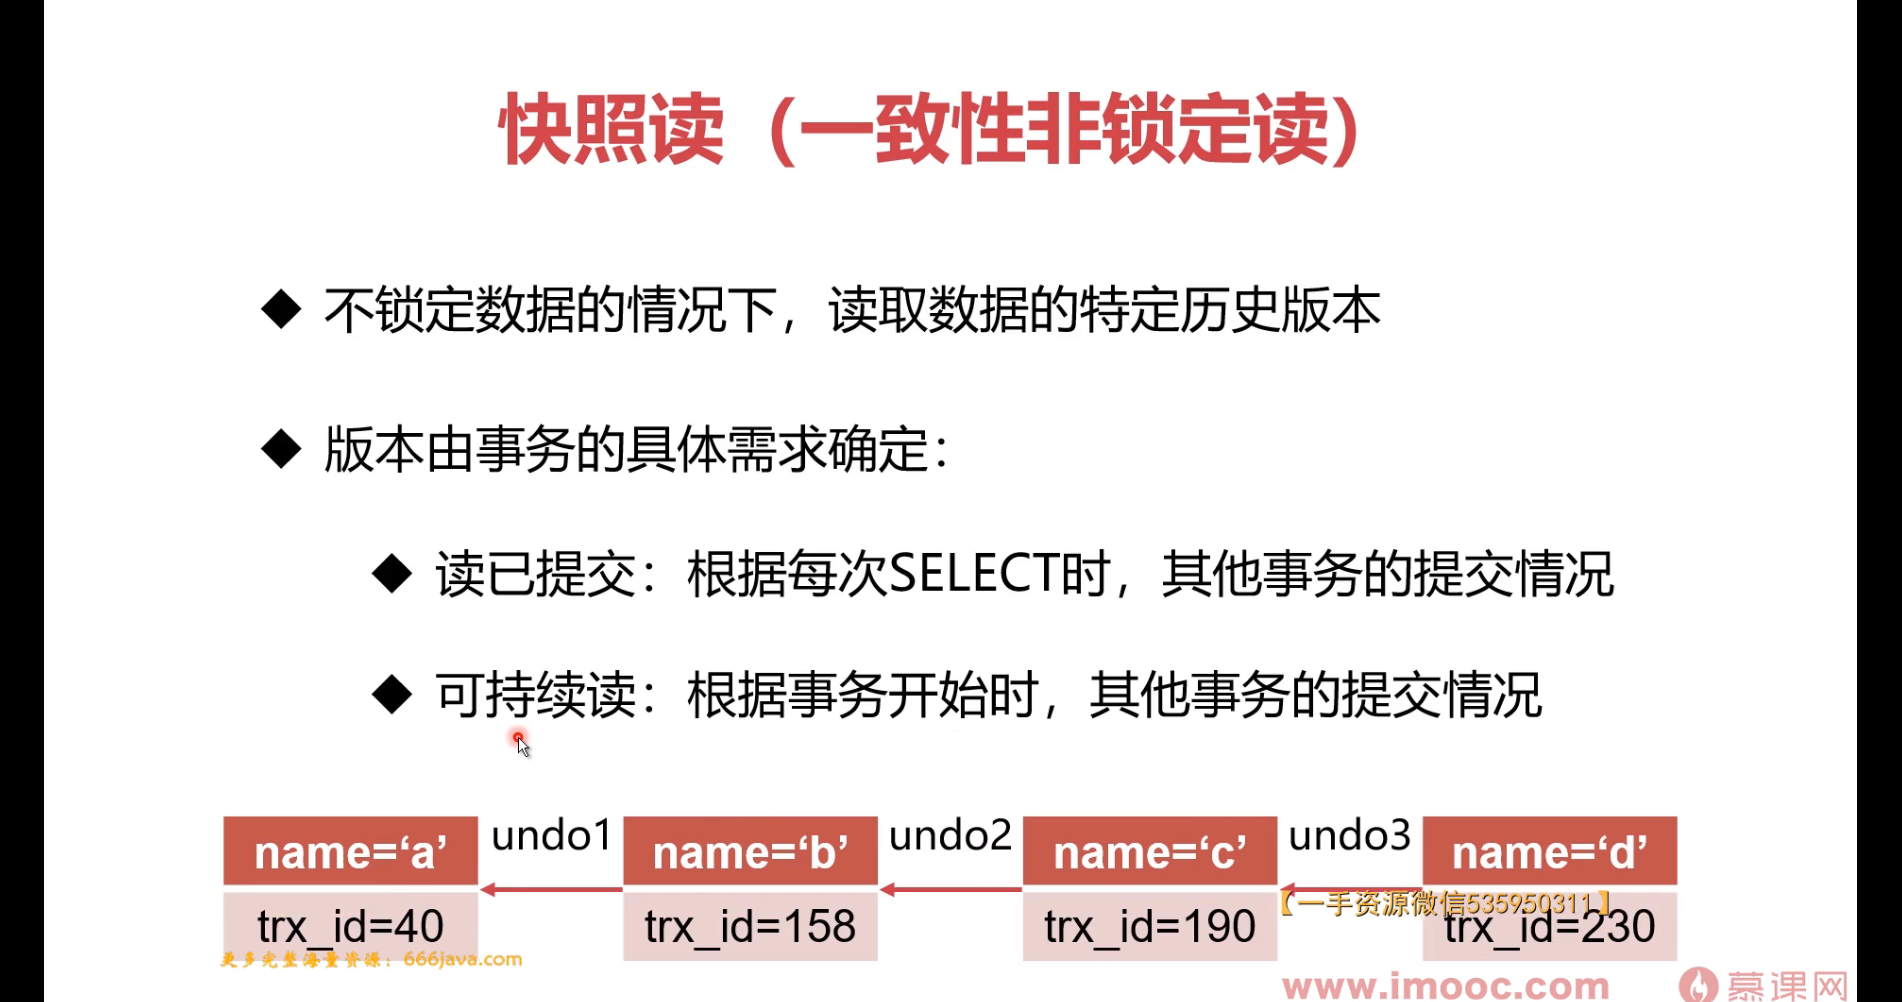 快照读（一致性非锁定读）
不锁定数据的情况下，读取数据的特定历史版本
版本由事务的具体需求确定：
读已提交：根据每次SELECT时，其他事务的提交情况
可持续读：根据事务开始时，其他事务的提交情况
name=‘a’ undo1 name=‘b’ undo2 name=‘c’ undo3 name=‘d’
【一手资源微信535950311】
trx_id=40 trx_id=158 trx_id=190 trx_id=230
更多完整海量资源：666java.com
www.imooc.com 慕课网